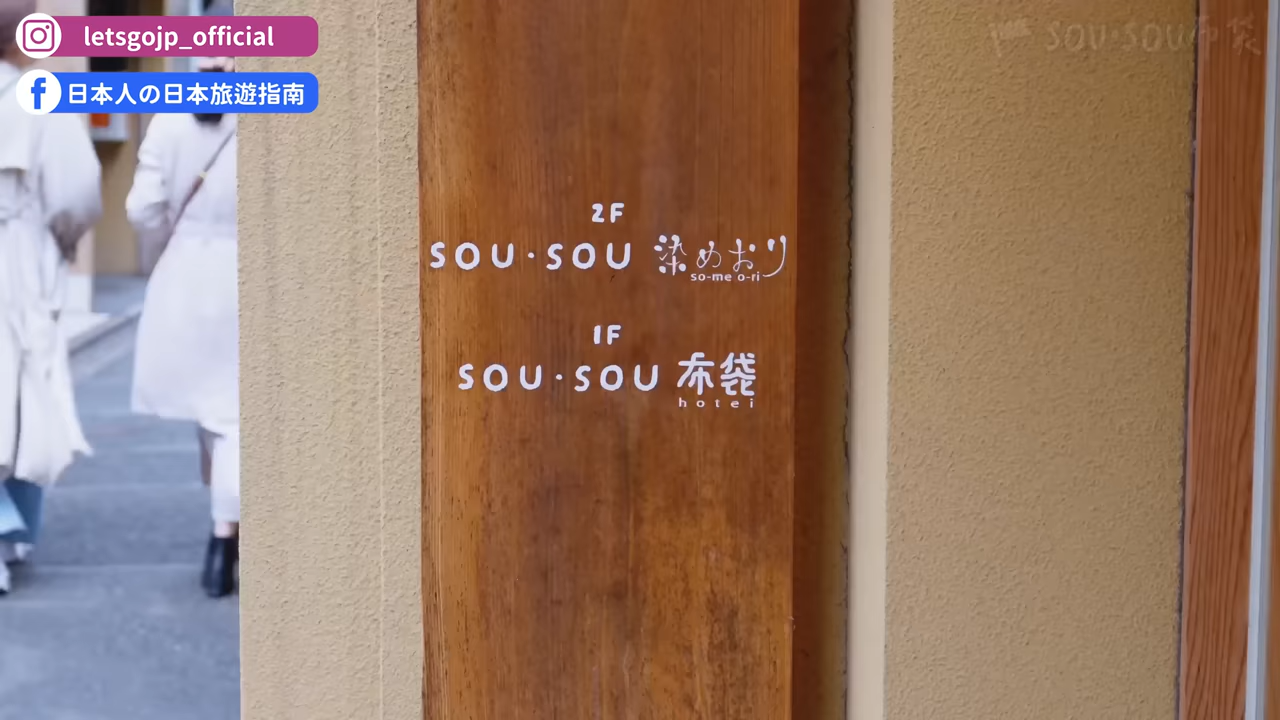 letsgojp_official
日本人の日本旅遊指南
SOU・SOU布袋
2F
SOU・SOU 染めおり
so-me o-ri
1F
SOU・SOU 布袋
hotei